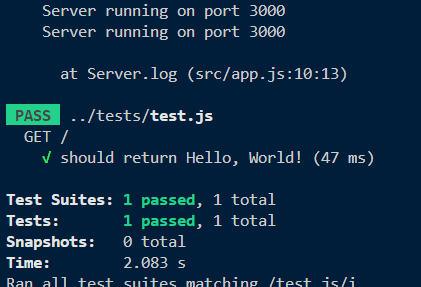 Server running on port 3000
Server running on port 3000
at Server.log (src/app.js:10:13)
PASS ../tests/test.js
GET /
√ should return Hello, World! (47 ms)
Test Suites: 1 passed, 1 total
Tests: 1 passed, 1 total
Snapshots: 0 total
Time: 2.083 s
Ran all test suites matching /test.js/i